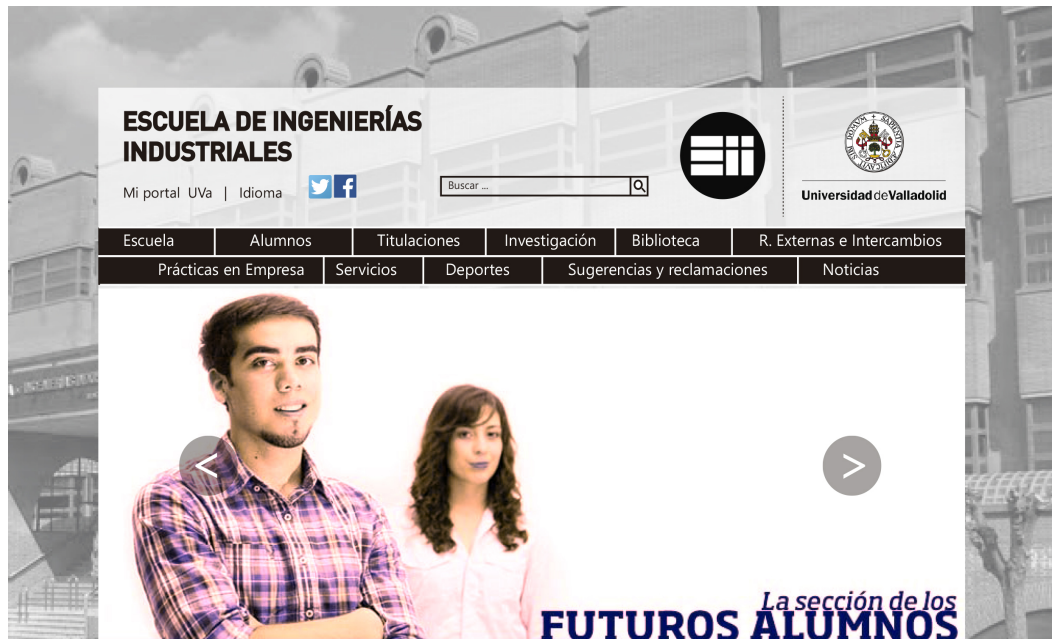 ESCUELA DE INGENIERÍAS
INDUSTRIALES
Mi portal UVa | Idioma
Buscar ...
Universidad de Valladolid
Escuela
Alumnos
Titulaciones
Investigación
Biblioteca
R. Externas e Intercambios
Prácticas en Empresa
Servicios
Deportes
Sugerencias y reclamaciones
Noticias
<
>
La sección de los
FUTUROS ALUMNOS